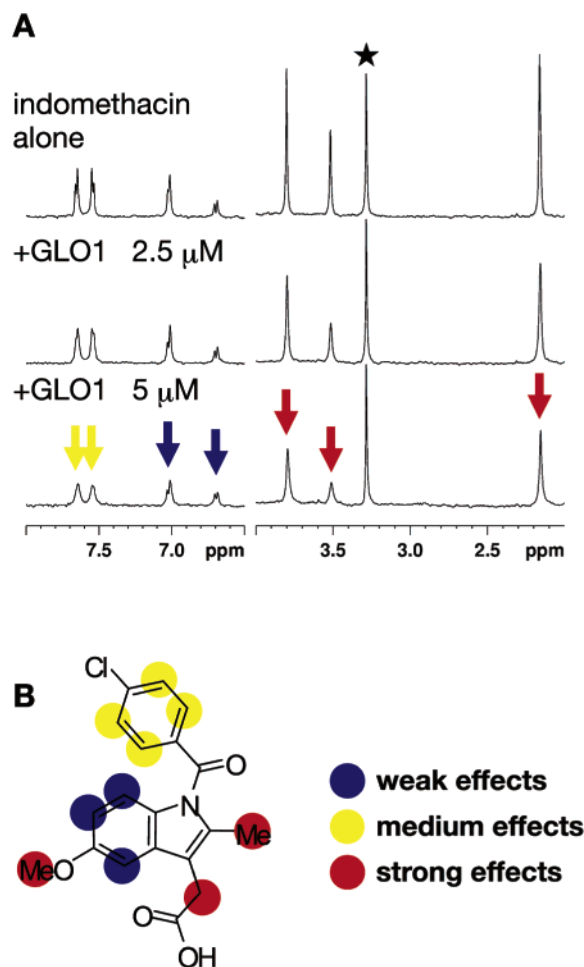 A
indomethacin
alone
+GLO1 2.5 μM
+GLO1 5 μM
7.5 7.0 ppm 3.5 3.0 2.5 ppm
B
Cl
O
N
Me
MeO
O
OH
weak effects
medium effects
strong effects